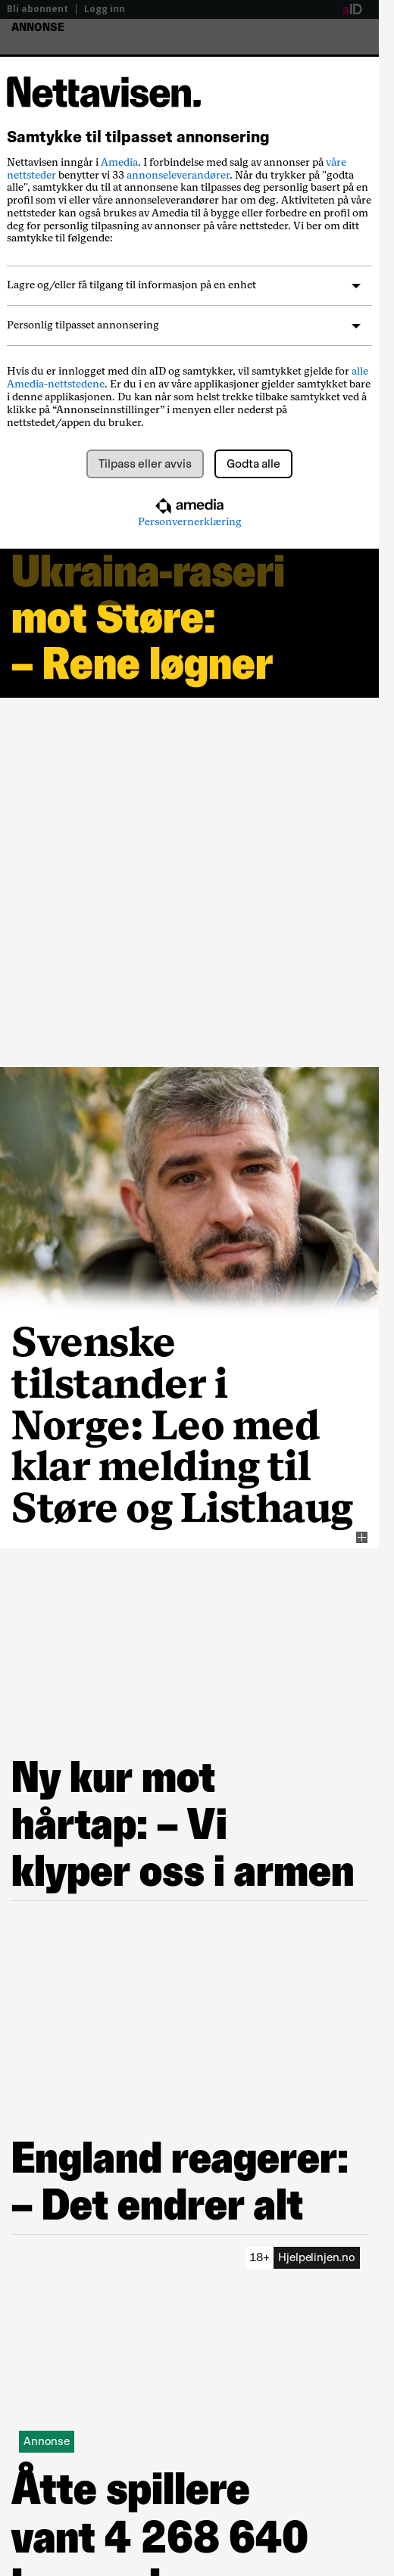 Bli abonnent | Logg inn
aID
ANNONSE
Nettavisen.
Samtykke til tilpasset annonsering
Nettavisen inngår i Amedia. I forbindelse med salg av annonser på våre
nettsteder benytter vi 33 annonseleverandører. Når du trykker på "godta
alle", samtykker du til at annonsene kan tilpasses deg personlig basert på en
profil som vi eller våre annonseleverandører har om deg. Aktiviteten på våre
nettsteder kan også brukes av Amedia til å bygge eller forbedre en profil om
deg for personlig tilpasning av annonser på våre nettsteder. Vi ber om ditt
samtykke til følgende:
Lagre og/eller få tilgang til informasjon på en enhet
Personlig tilpasset annonsering
Hvis du er innlogget med din aID og samtykker, vil samtykket gjelde for alle
Amedia-nettstedene. Er du i en av våre applikasjoner gjelder samtykket bare
i denne applikasjonen. Du kan når som helst trekke tilbake samtykket ved å
klikke på “Annonseinnstillinger” i menyen eller nederst på
nettstedet/appen du bruker.
Tilpass eller avvis
Godta alle
amedia
Personvernerklæring
Ukraina-raseri
mot Støre:
– Rene løgner
Svenske
tilstander i
Norge: Leo med
klar melding til
Støre og Listhaug
Ny kur mot
hårtap: – Vi
klyper oss i armen
England reagerer:
– Det endrer alt
18+ Hjelpelinjen.no
Annonse
Åtte spillere
vant 4 268 640